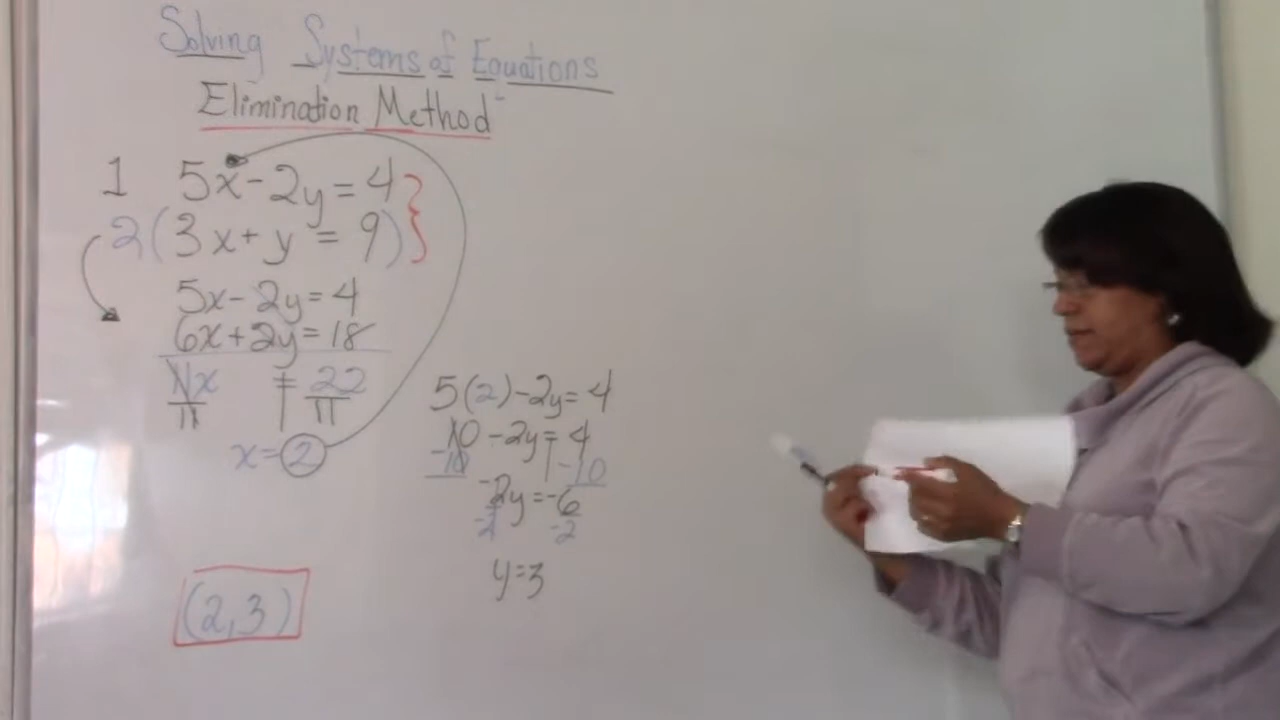 Solving Systems of Equations
Elimination Method
1 5x-2y=4}
2(3x+y=9)
5x-2y=4
6x+2y=18
11x = 22
11 11
x=2
5(2)-2y=4
10-2y=4
-10 -10
-2y=-6
-2 -2
y=3
(2,3)